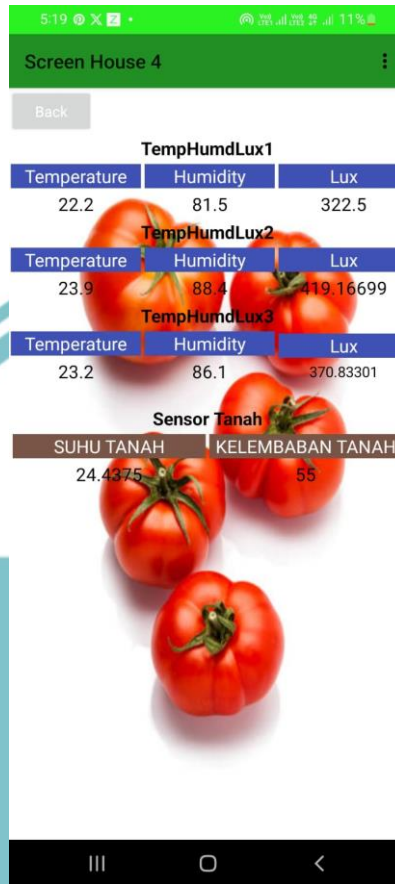 5:19 11%
Screen House 4
Back
TempHumdLux1
Temperature Humidity Lux
22.2 81.5 322.5
TempHumdLux2
Temperature Humidity Lux
23.9 88.4 419.16699
TempHumdLux3
Temperature Humidity Lux
23.2 86.1 370.83301
Sensor Tanah
SUHU TANAH KELEMBABAN TANAH
24.4375 55